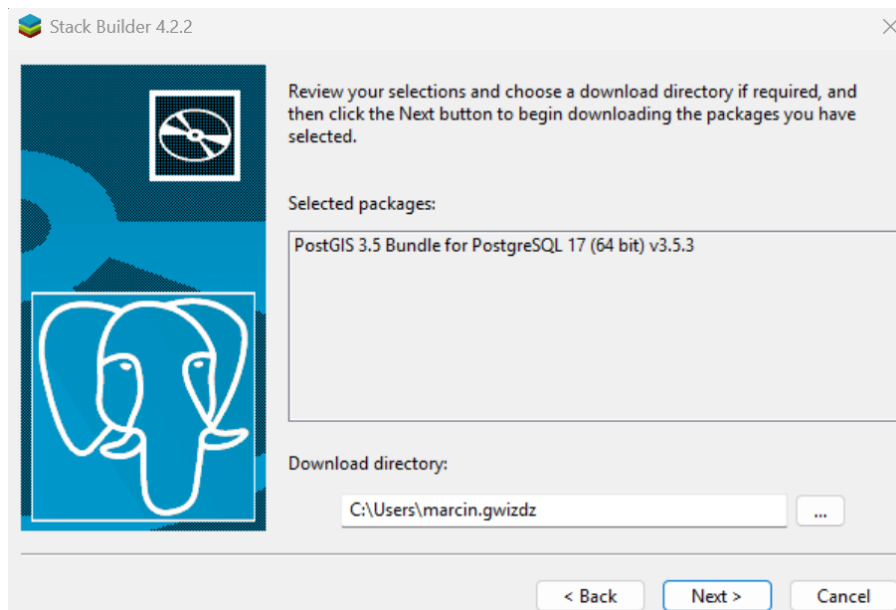 Stack Builder 4.2.2
Review your selections and choose a download directory if required, and
then click the Next button to begin downloading the packages you have
selected.
Selected packages:
PostGIS 3.5 Bundle for PostgreSQL 17 (64 bit) v3.5.3
Download directory:
C:\Users\marcin.gwizdz
...
< Back
Next >
Cancel